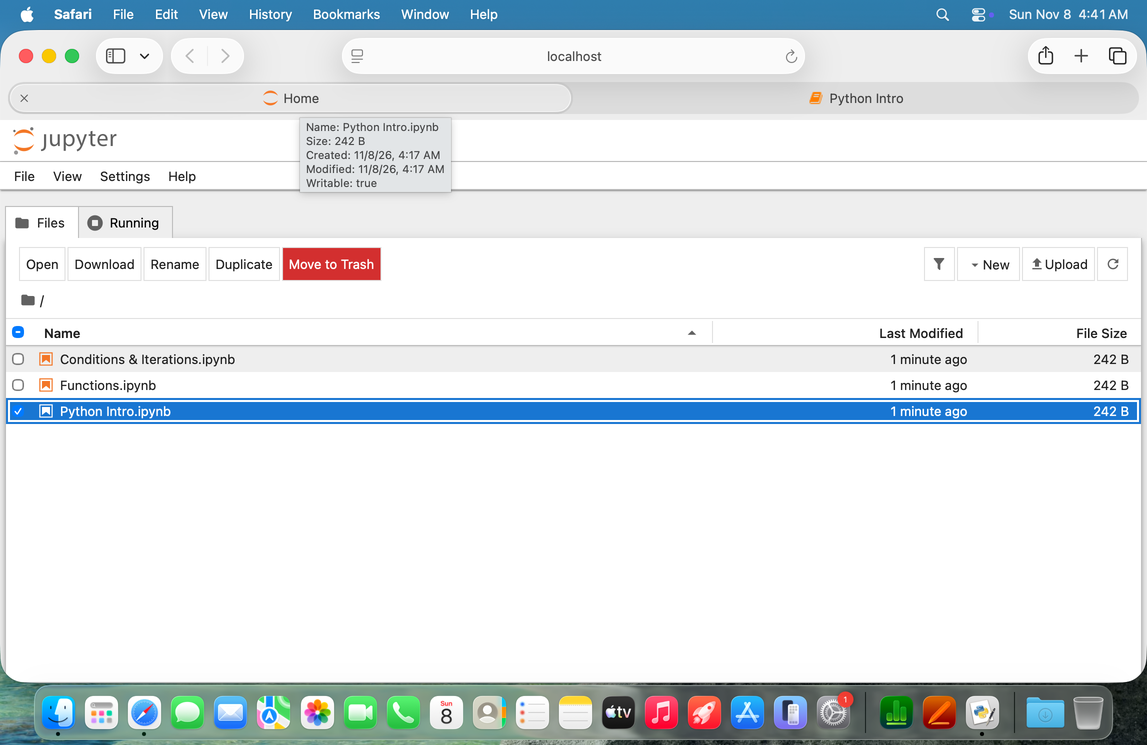 Safari File Edit View History Bookmarks Window Help Sun Nov 8 4:41 AM
localhost
Home Python Intro
jupyter
Name: Python Intro.ipynb
Size: 242 B
Created: 11/8/26, 4:17 AM
Modified: 11/8/26, 4:17 AM
Writable: true
File View Settings Help
Files Running
Open Download Rename Duplicate Move to Trash New Upload
/
Name Last Modified File Size
Conditions & Iterations.ipynb 1 minute ago 242 B
Functions.ipynb 1 minute ago 242 B
Python Intro.ipynb 1 minute ago 242 B
Sun
8
tv
1